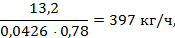 13,2
0,0426 · 0,78 = 397 кг/ч,